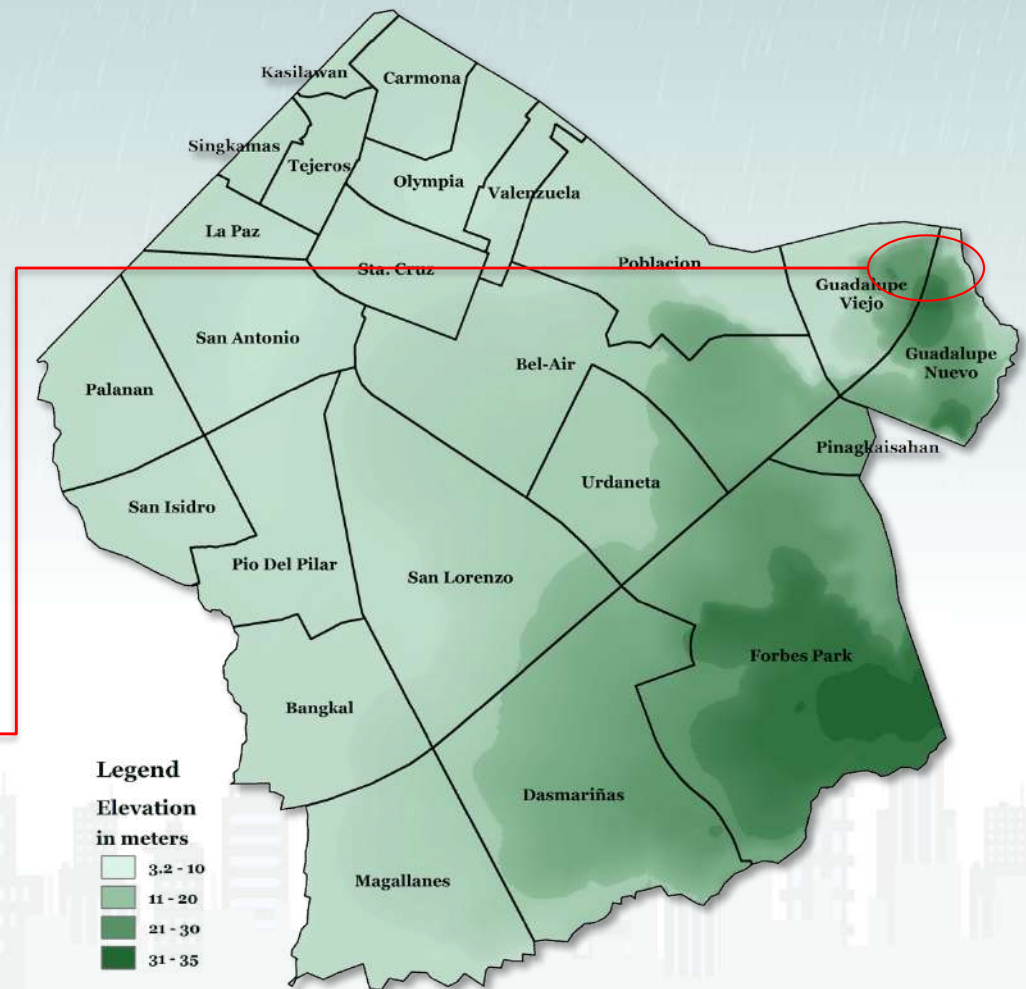 Kasilawan
Carmona
Singkamas
Tejeros
Olympia
Valenzuela
La Paz
Sta. Cruz
Poblacion
Guadalupe
Viejo
San Antonio
Bel-Air
Guadalupe
Nuevo
Palanan
Pinagkaisahan
Urdaneta
San Isidro
Pio Del Pilar
San Lorenzo
Forbes Park
Bangkal
Dasmariñas
Magallanes
Legend
Elevation
in meters
3.2 - 10
11 - 20
21 - 30
31 - 35